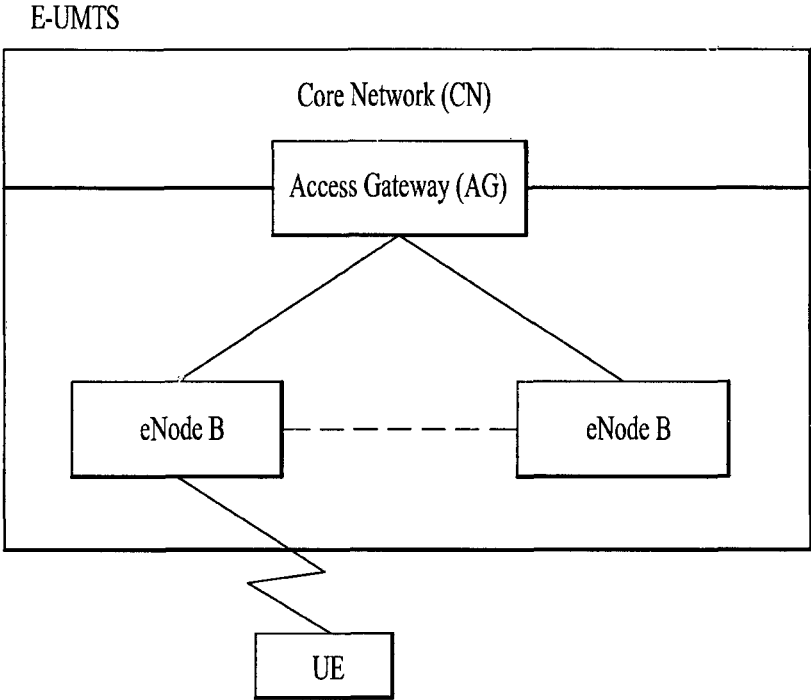 E-UMTS
Core Network (CN)
Access Gateway (AG)
eNode B
eNode B
UE